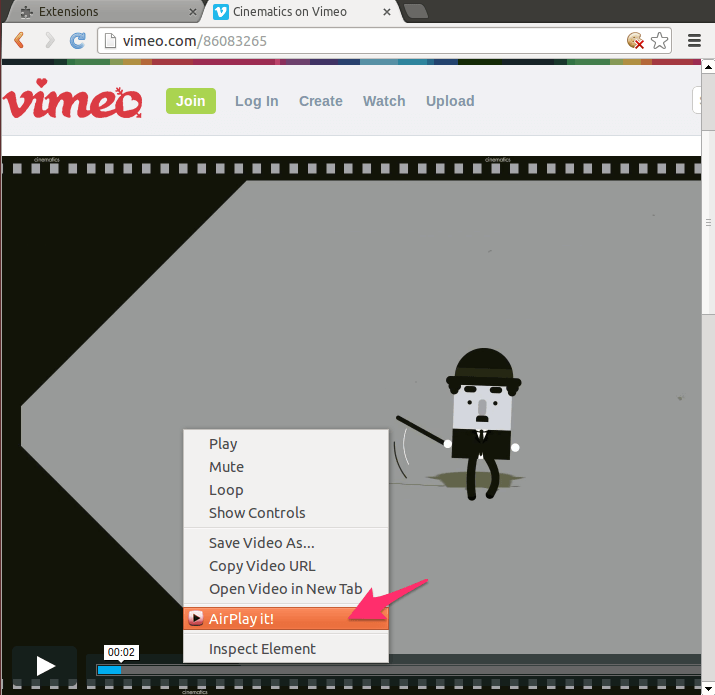 Extensions
Cinematics on Vimeo
vimeo.com/86083265
vimeo
Join
Log In
Create
Watch
Upload
cinematics
cinematics
Play
Mute
Loop
Show Controls
Save Video As...
Copy Video URL
Open Video in New Tab
AirPlay it!
Inspect Element
00:02
cinematics